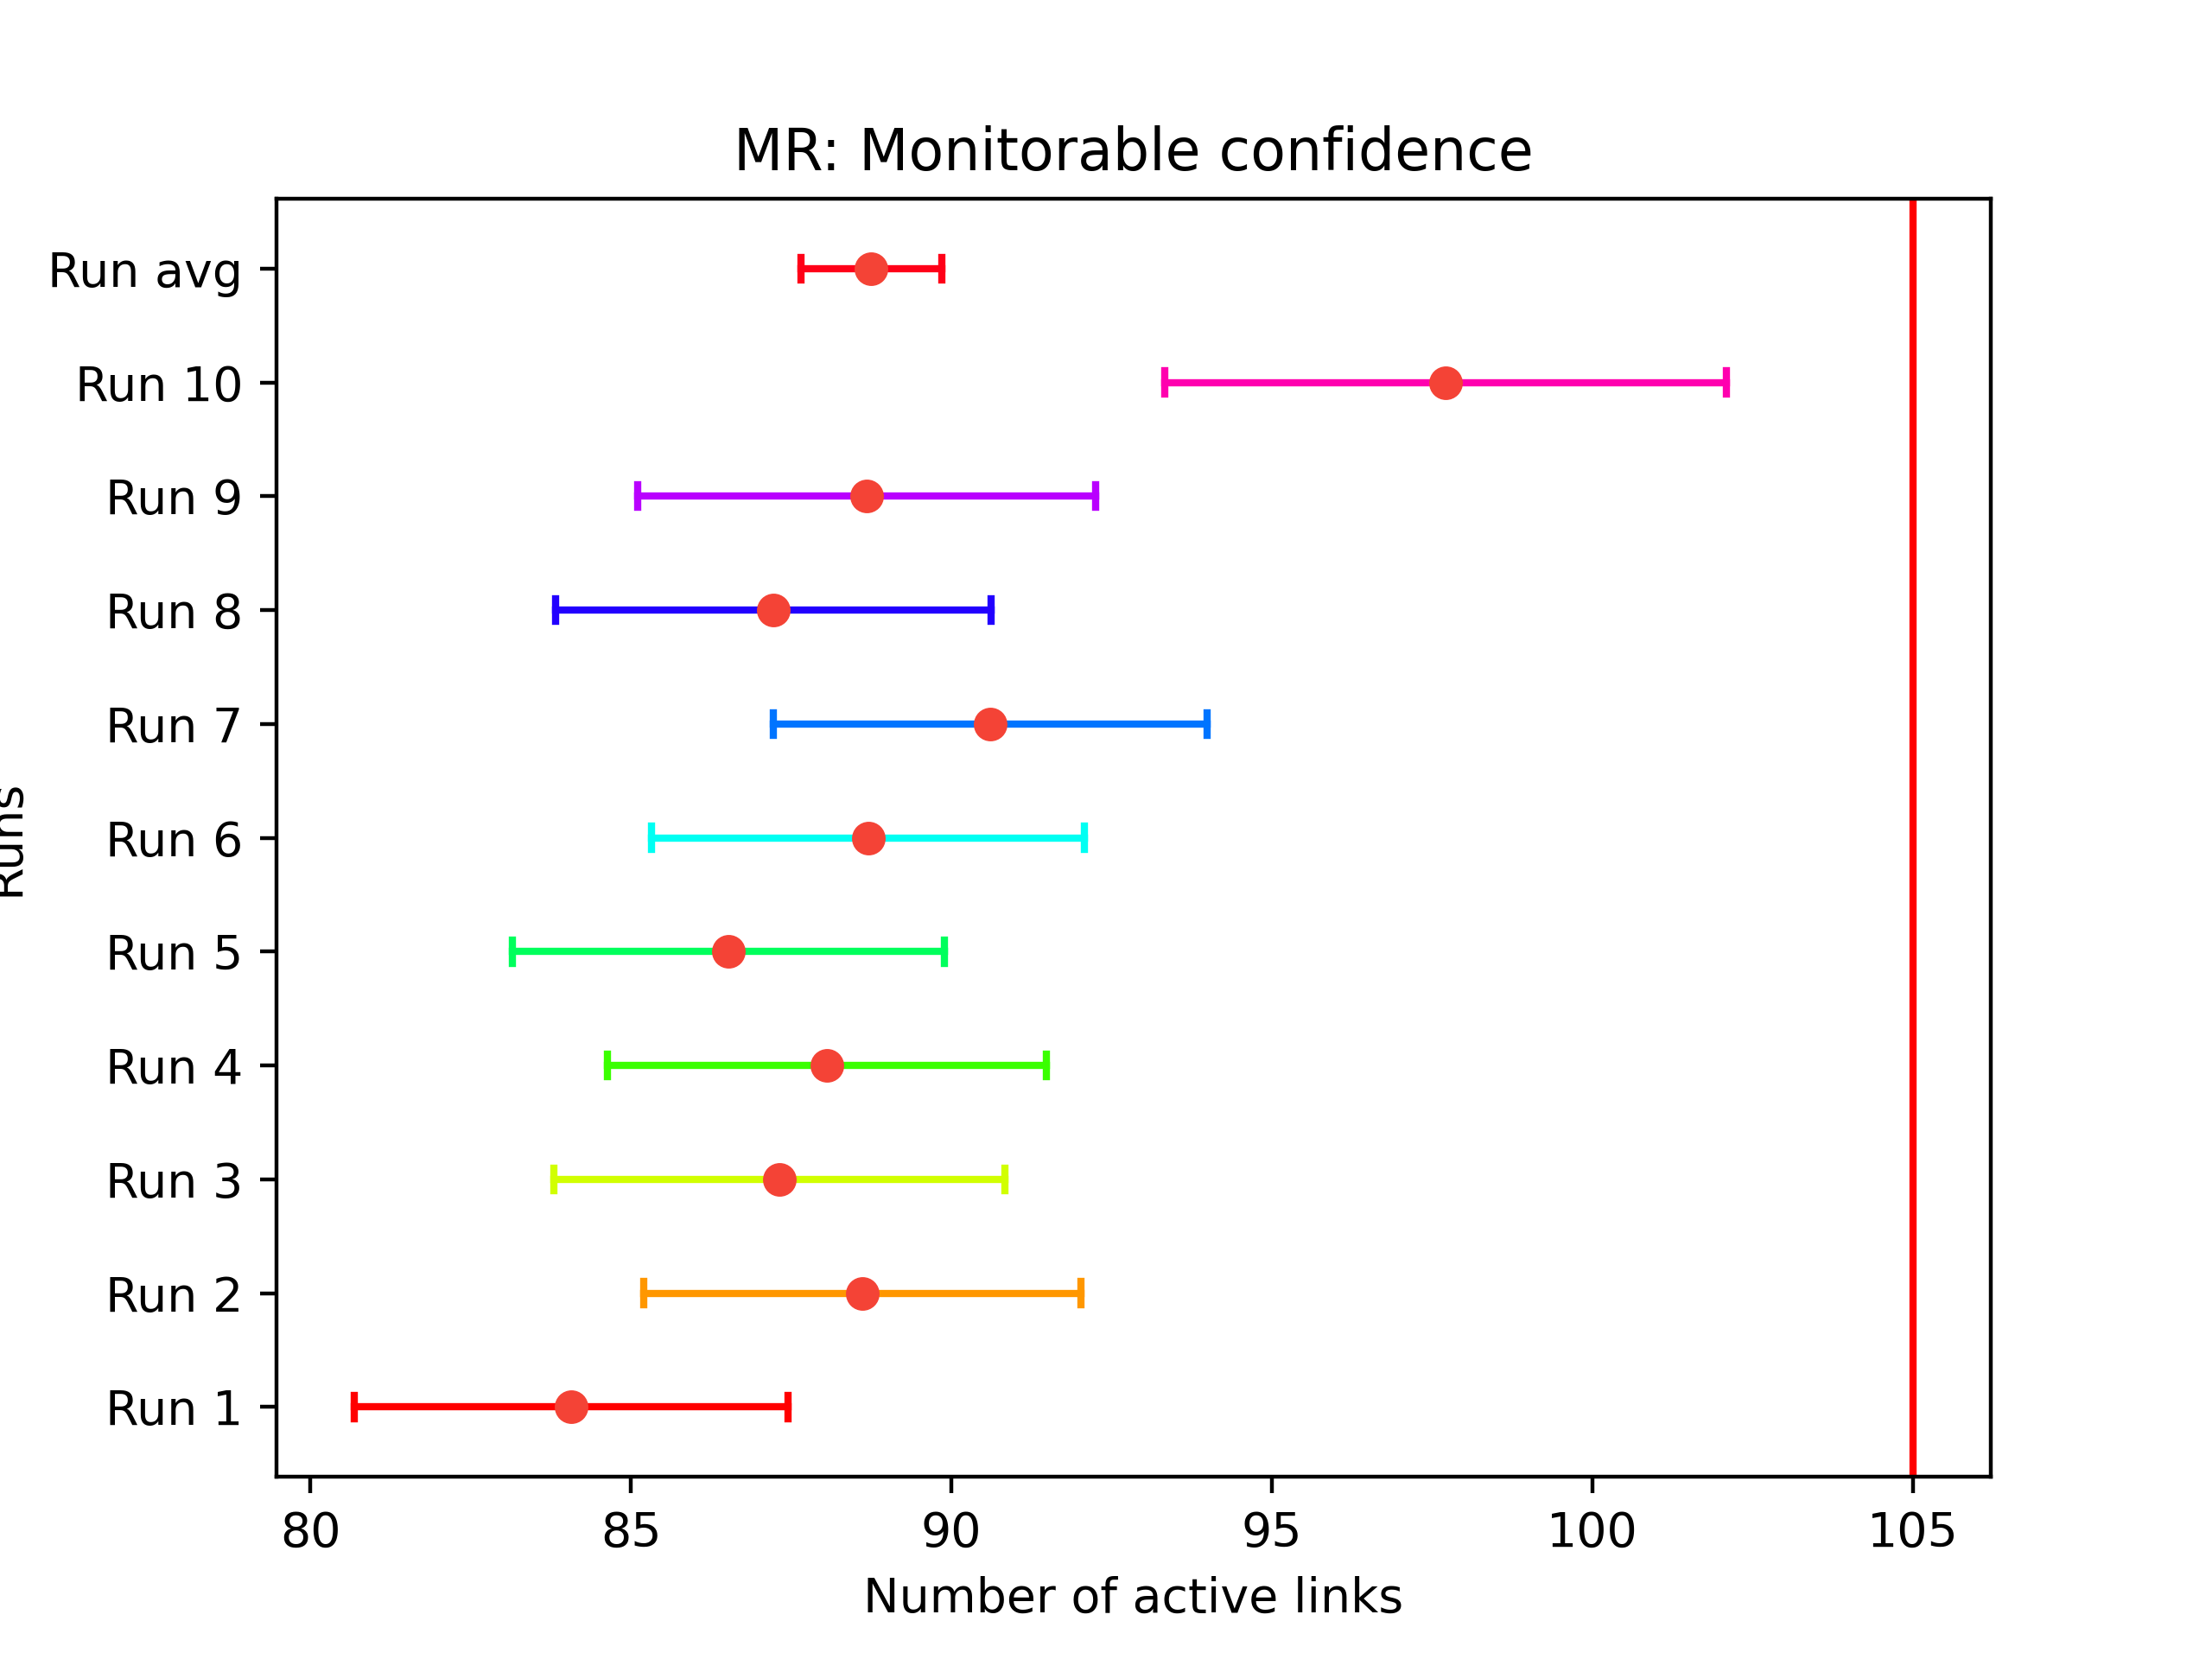 MR: Monitorable confidence
Run avg
Run 10
Run 9
Run 8
Run 7
Run 6
Run 5
Run 4
Run 3
Run 2
Run 1
Runs
80 85 90 95 100 105
Number of active links